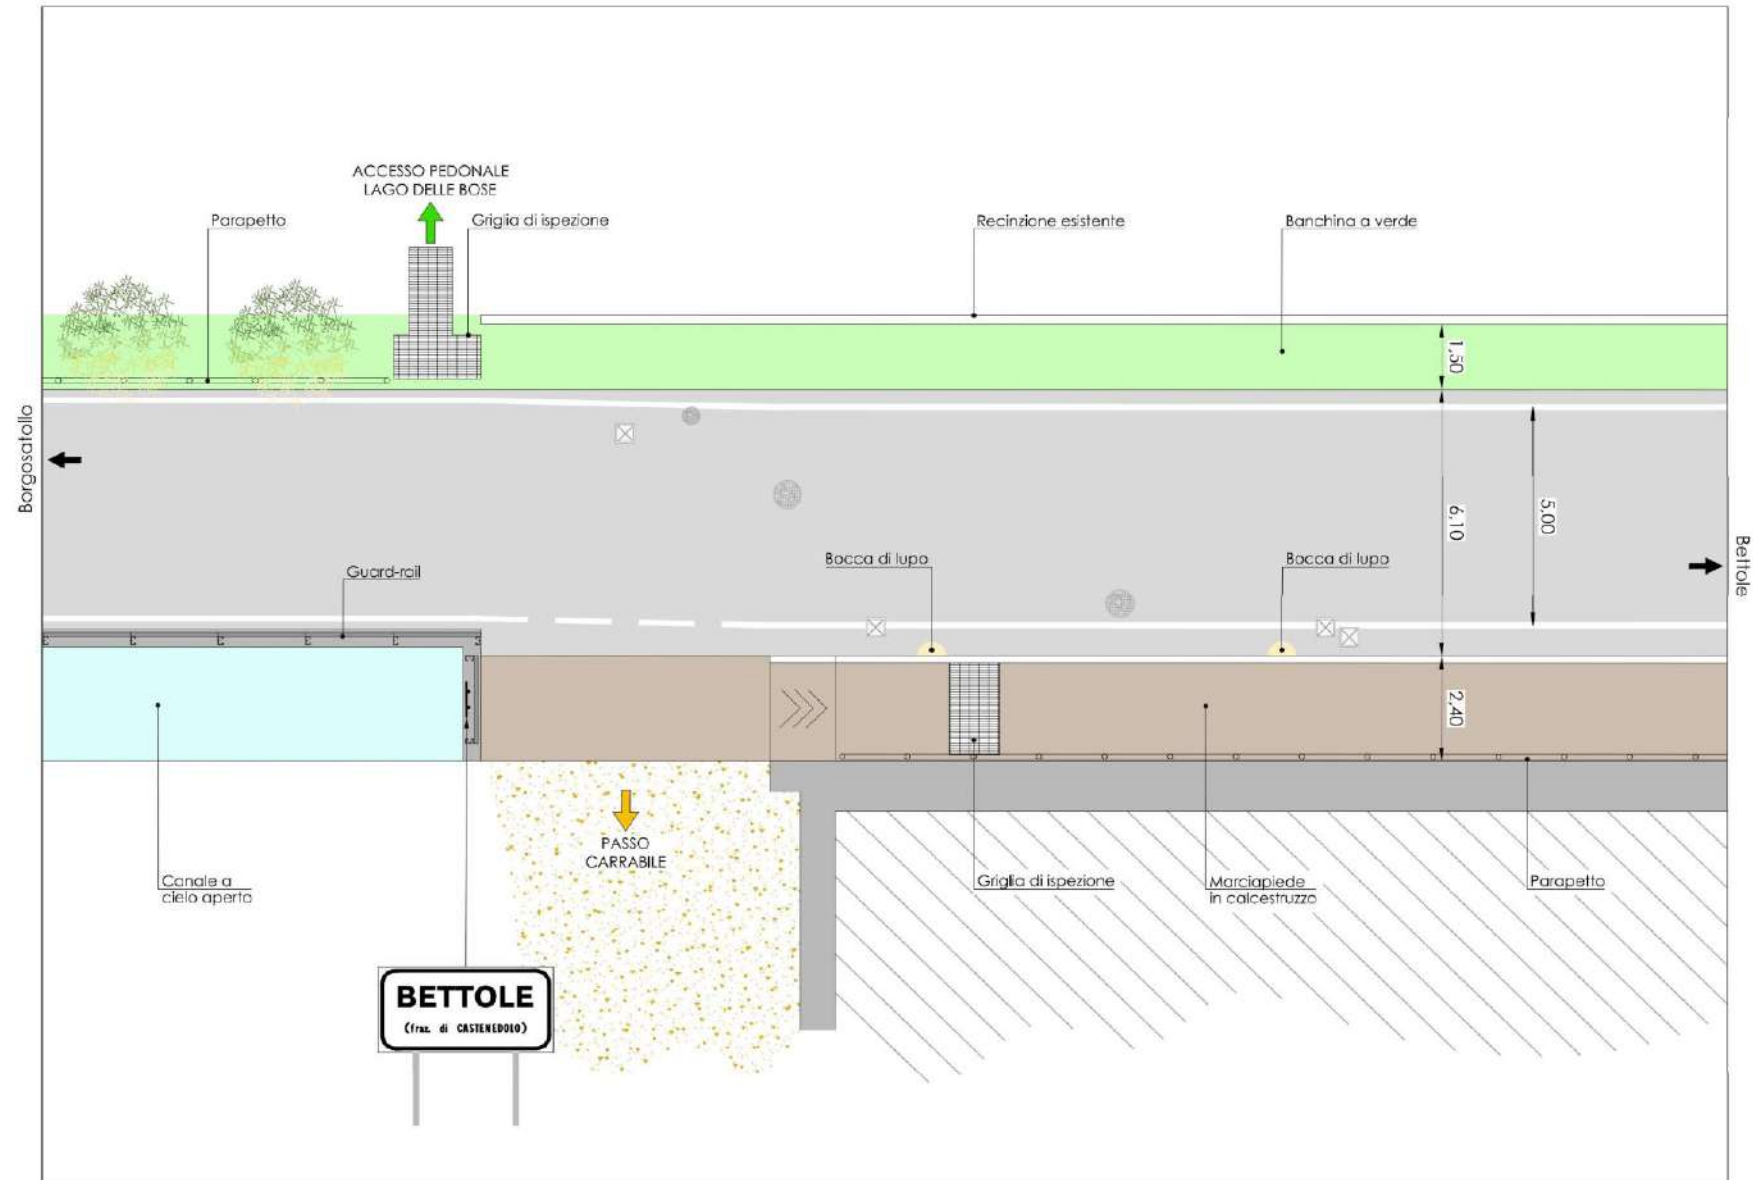 ACCESSO PEDONALE
LAGO DELLE BOSE
Parapetto
Griglia di ispezione
Recinzione esistente
Banchina a verde
1,50
Borgosatollo
6,10
5,00
Bettole
Guard-rail
Bocca di lupo
Bocca di lupo
2,40
PASSO
CARRABILE
Canale a
cielo aperto
Griglia di ispezione
Marciapiede
in calcestruzzo
Parapetto
BETTOLE
(fraz. di CASTENEDOLO)